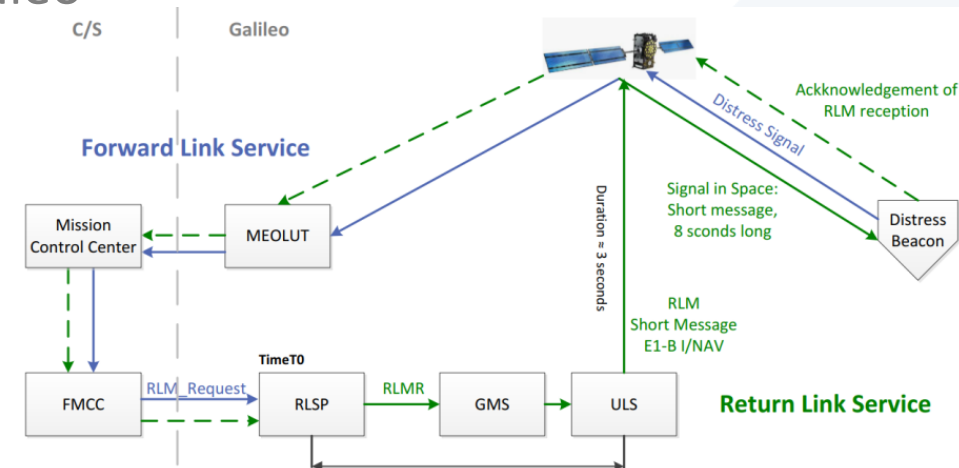 C/S
Galileo
Ackknowledgement of
RLM reception
Distress Signal
Forward Link Service
Signal in Space:
Short message,
8 sconds long
Duration ≈ 3 seconds
Mission
Control Center
MEOLUT
Distress
Beacon
RLM
Short Message
E1-B I/NAV
TimeT0
FMCC
RLM_Request
RLSP
RLMR
GMS
ULS
Return Link Service